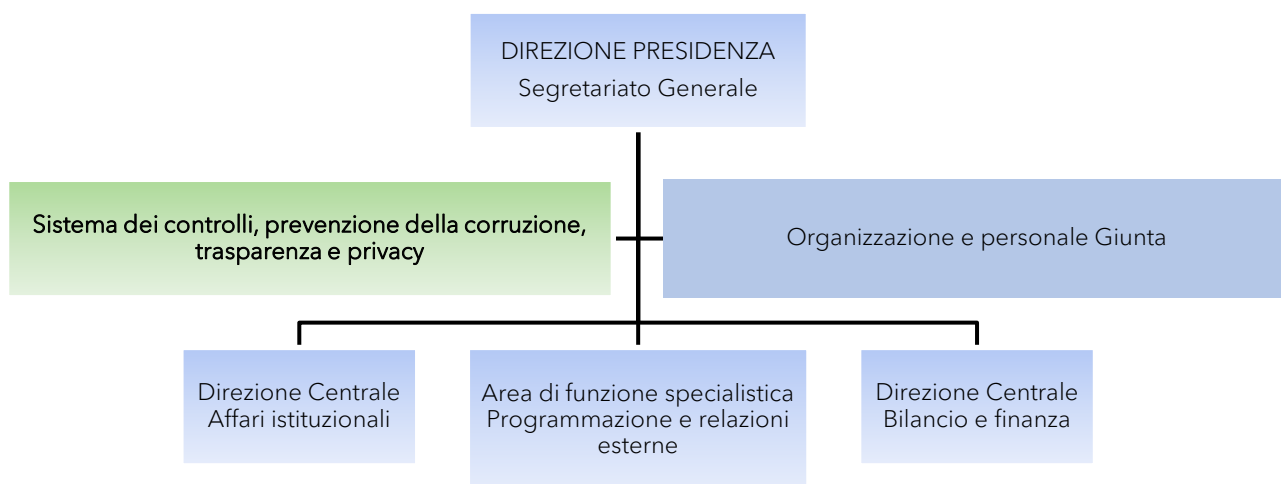 DIREZIONE PRESIDENZA
Segretariato Generale
Sistema dei controlli, prevenzione della corruzione,
trasparenza e privacy
Organizzazione e personale Giunta
Direzione Centrale
Affari istituzionali
Area di funzione specialistica
Programmazione e relazioni
esterne
Direzione Centrale
Bilancio e finanza